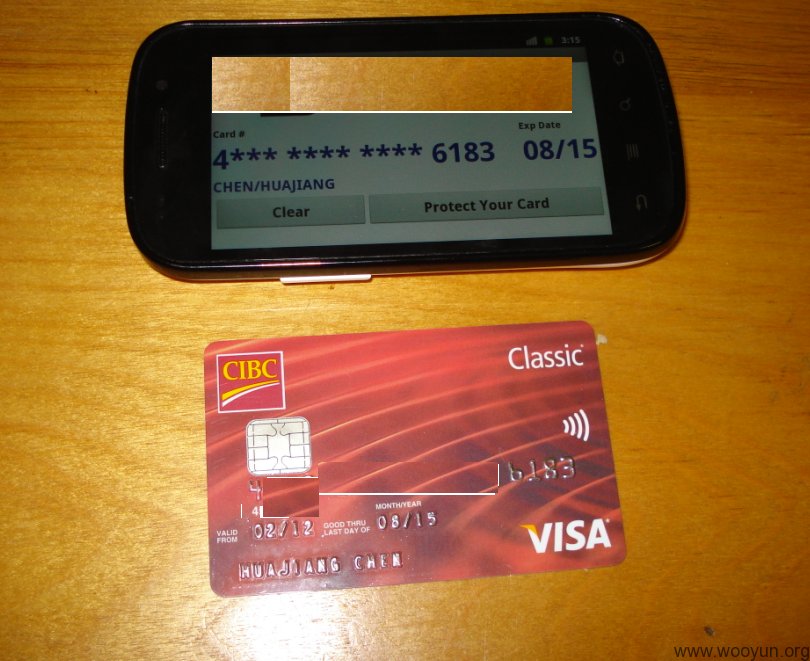 3:15
Card #
Exp Date
4*** **** **** 6183
08/15
CHEN/HUAJIANG
Clear
Protect Your Card
CIBC
Classic
4
6183
4
MONTH/YEAR
VALID FROM
02/12
GOOD THRU
LAST DAY OF
08/15
VISA
HUAJIANG CHEN
www.wooyun.org